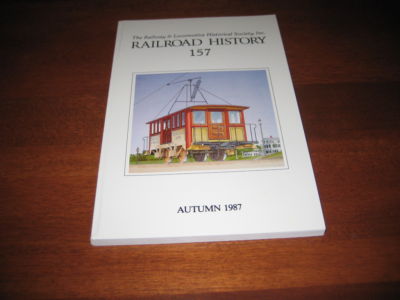 The Railway & Locomotive Historical Society Inc.
RAILROAD HISTORY
157
AUTUMN 1987